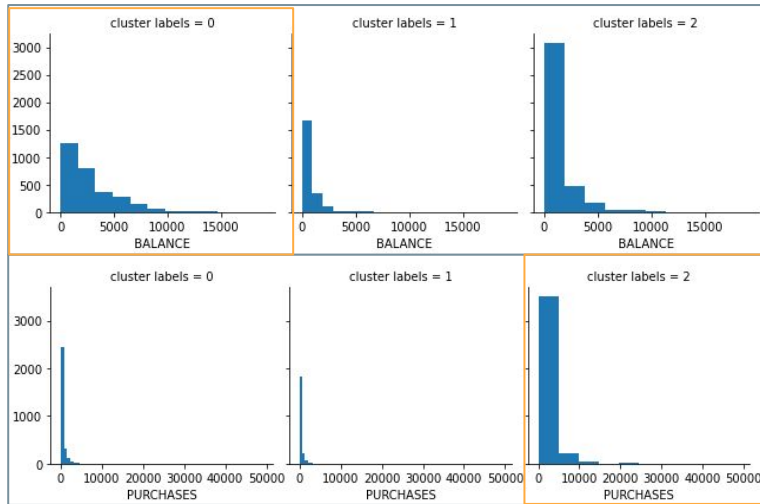 cluster labels = 0
cluster labels = 1
cluster labels = 2
3000
2500
2000
1500
1000
500
0
0 5000 10000 15000
0 5000 10000 15000
0 5000 10000 15000
BALANCE
BALANCE
BALANCE
cluster labels = 0
cluster labels = 1
cluster labels = 2
3000
2000
1000
0
0 10000 20000 30000 40000 50000
0 10000 20000 30000 40000 50000
0 10000 20000 30000 40000 50000
PURCHASES
PURCHASES
PURCHASES